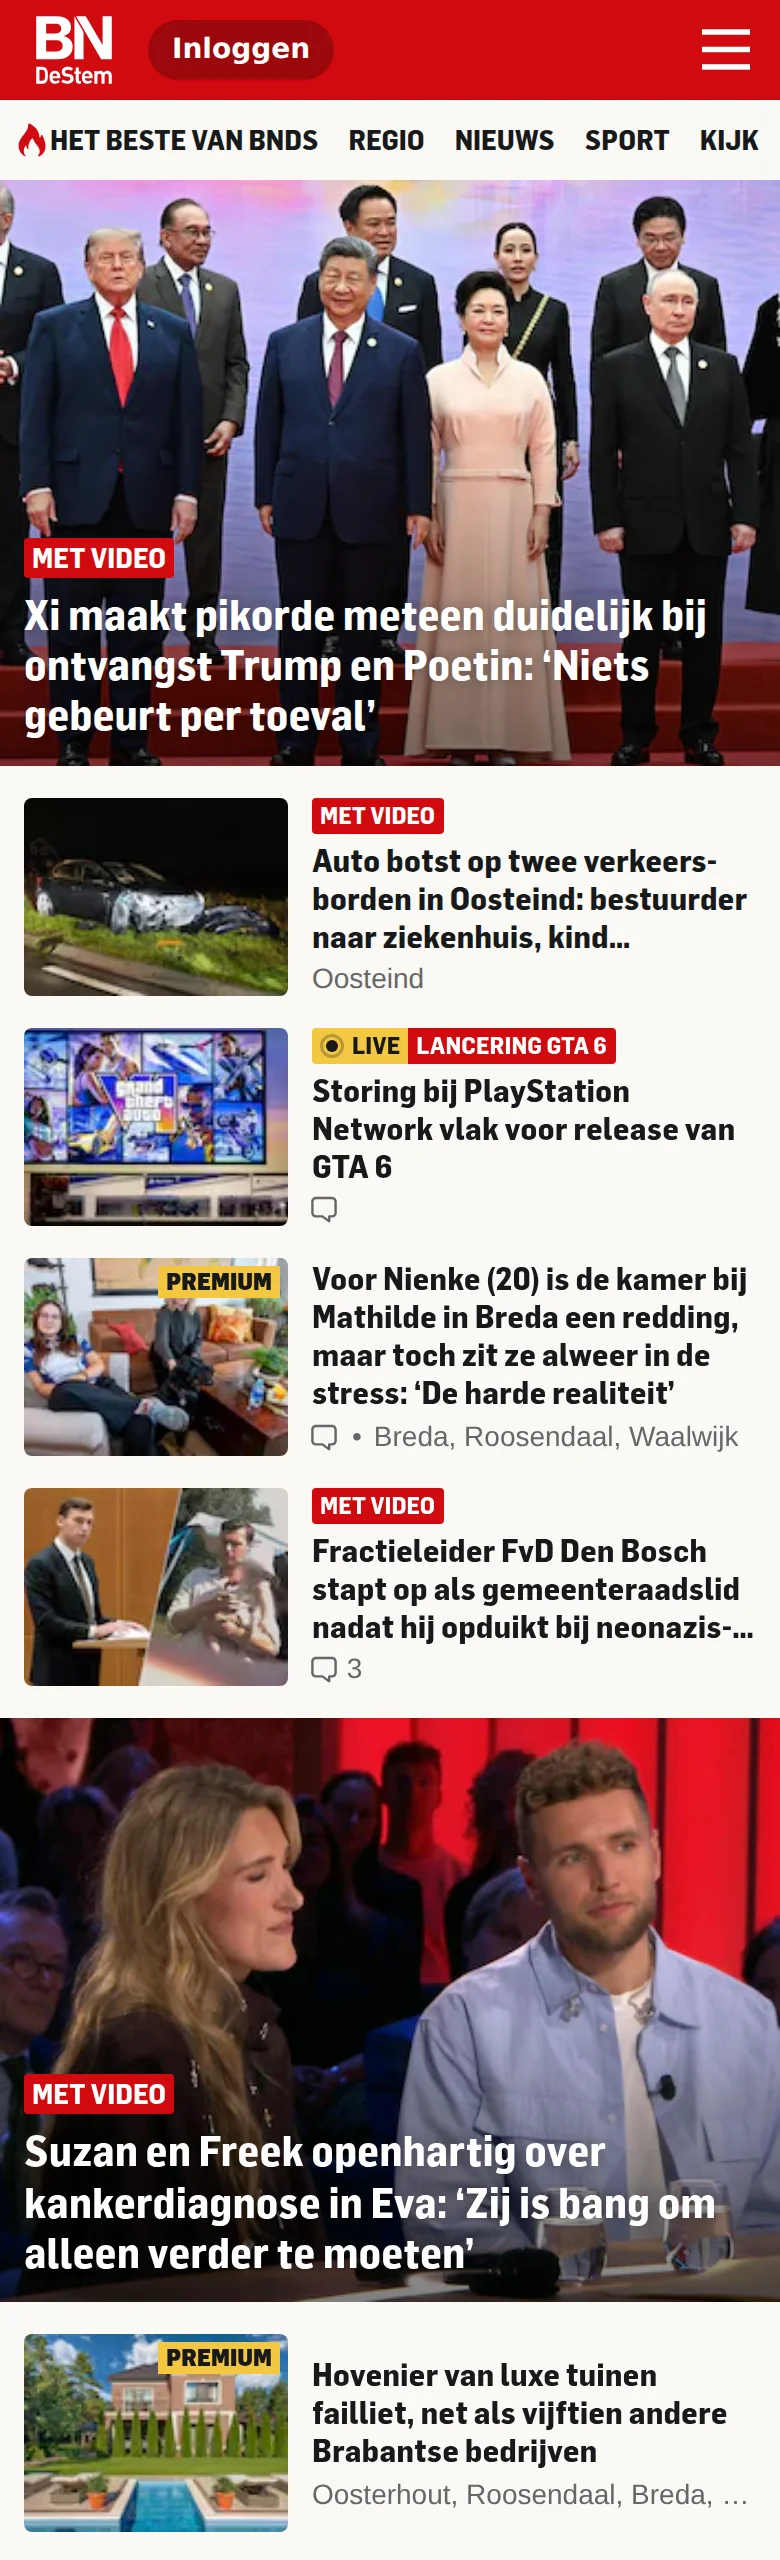 BN
DeStem
Inloggen
HET BESTE VAN BNDS REGIO NIEUWS SPORT KIJK
MET VIDEO
Xi maakt pikorde meteen duidelijk bij
ontvangst Trump en Poetin: ‘Niets
gebeurt per toeval’
MET VIDEO
Auto botst op twee verkeers-
borden in Oosteind: bestuurder
naar ziekenhuis, kind...
Oosteind
grand
theft
auto
LIVE LANCERING GTA 6
Storing bij PlayStation
Network vlak voor release van
GTA 6
PREMIUM
Voor Nienke (20) is de kamer bij
Mathilde in Breda een redding,
maar toch zit ze alweer in de
stress: ‘De harde realiteit’
• Breda, Roosendaal, Waalwijk
MET VIDEO
Fractieleider FvD Den Bosch
stapt op als gemeenteraadslid
nadat hij opduikt bij neonazis-...
3
MET VIDEO
Suzan en Freek openhartig over
kankerdiagnose in Eva: ‘Zij is bang om
alleen verder te moeten’
PREMIUM
Hovenier van luxe tuinen
failliet, net als vijftien andere
Brabantse bedrijven
Oosterhout, Roosendaal, Breda, ...